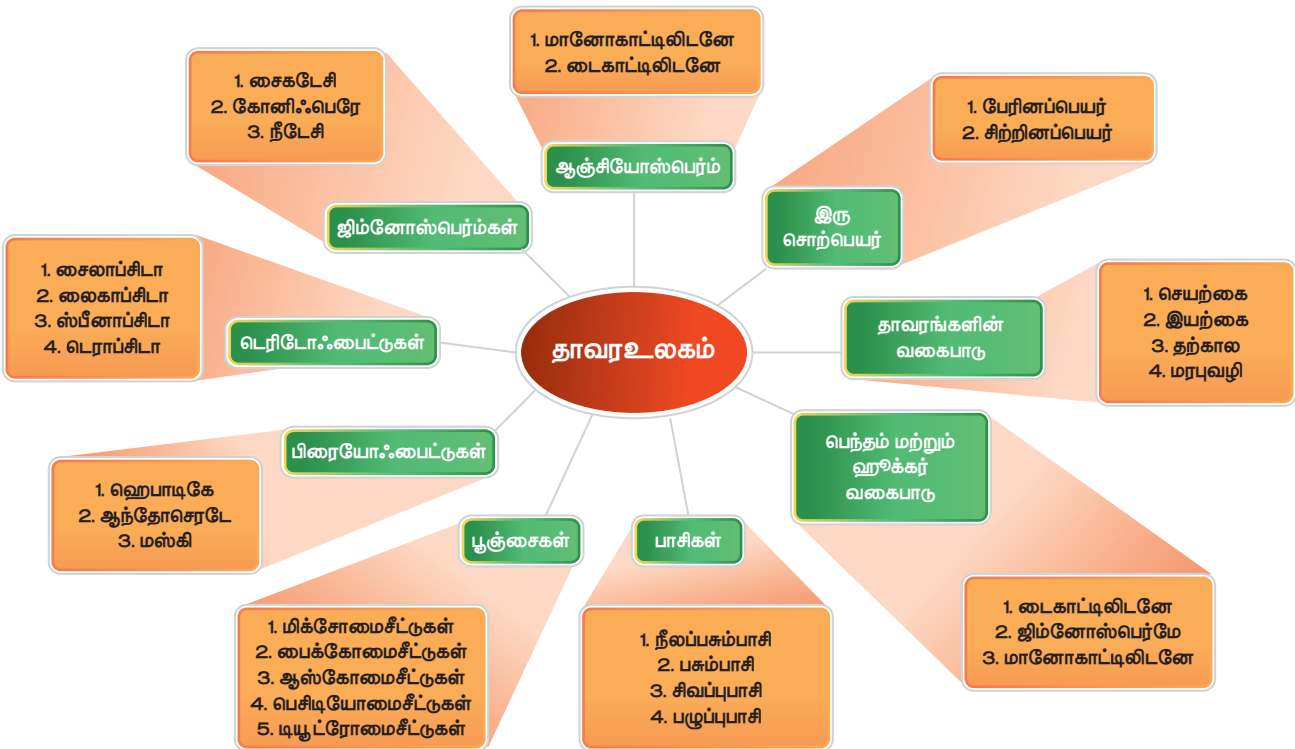 1. மானோகாட்டிலிடனே
2. டைகாட்டிலிடனே
ஆஞ்சியோஸ்பெர்ம்
1. சைகடேசி
2. கோனிஃபெரே
3. நீடேசி
ஜிம்னோஸ்பெர்ம்கள்
1. பேரினப்பெயர்
2. சிற்றினப்பெயர்
இரு
சொற்பெயர்
1. சைலாப்சிடா
2. லைகாப்சிடா
3. ஸ்பீனாப்சிடா
4. டெராப்சிடா
டெரிடோஃபைட்டுகள்
தாவரஉலகம்
தாவரங்களின்
வகைபாடு
1. செயற்கை
2. இயற்கை
3. தற்கால
4. மரபுவழி
பிரையோஃபைட்டுகள்
1. ஹெபாடிகே
2. ஆந்தோசெரடே
3. மஸ்கி
பெந்தம் மற்றும்
ஹூக்கர்
வகைபாடு
1. டைகாட்டிலிடனே
2. ஜிம்னோஸ்பெர்மே
3. மானோகாட்டிலிடனே
பூஞ்சைகள்
1. மிக்சோமைசீட்டுகள்
2. பைக்கோமைசீட்டுகள்
3. ஆஸ்கோமைசீட்டுகள்
4. பெசிடியோமைசீட்டுகள்
5. டியூட்ரோமைசீட்டுகள்
பாசிகள்
1. நீலப்பசும்பாசி
2. பசும்பாசி
3. சிவப்புபாசி
4. பழுப்புபாசி